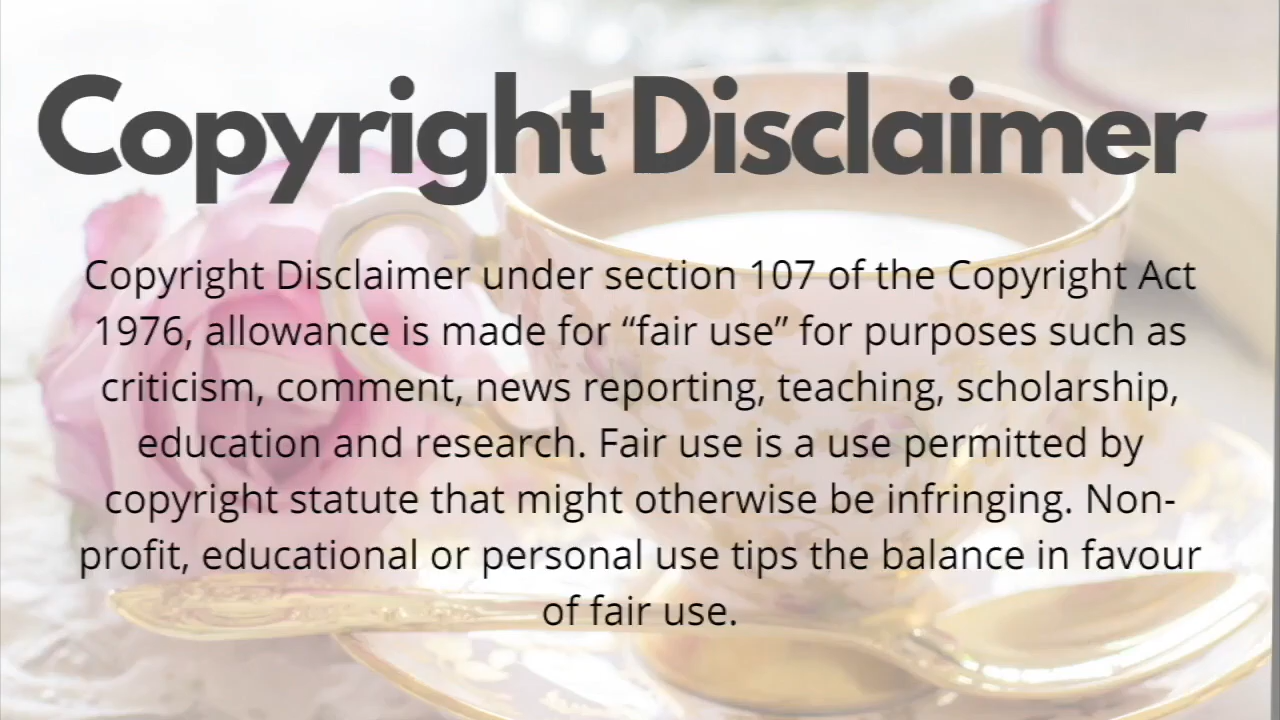 Copyright Disclaimer
Copyright Disclaimer under section 107 of the Copyright Act
1976, allowance is made for “fair use” for purposes such as
criticism, comment, news reporting, teaching, scholarship,
education and research. Fair use is a use permitted by
copyright statute that might otherwise be infringing. Non-
profit, educational or personal use tips the balance in favour
of fair use.